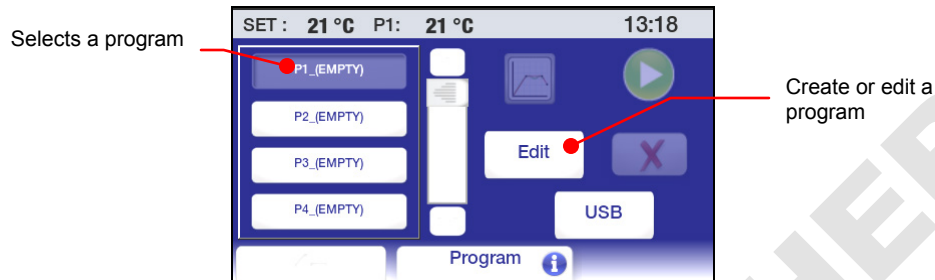 SET : 21 °C P1: 21 °C 13:18
Selects a program
P1_(EMPTY)
Create or edit a
program
P2_(EMPTY)
Edit
X
P3_(EMPTY)
P4_(EMPTY)
USB
Program i
HER